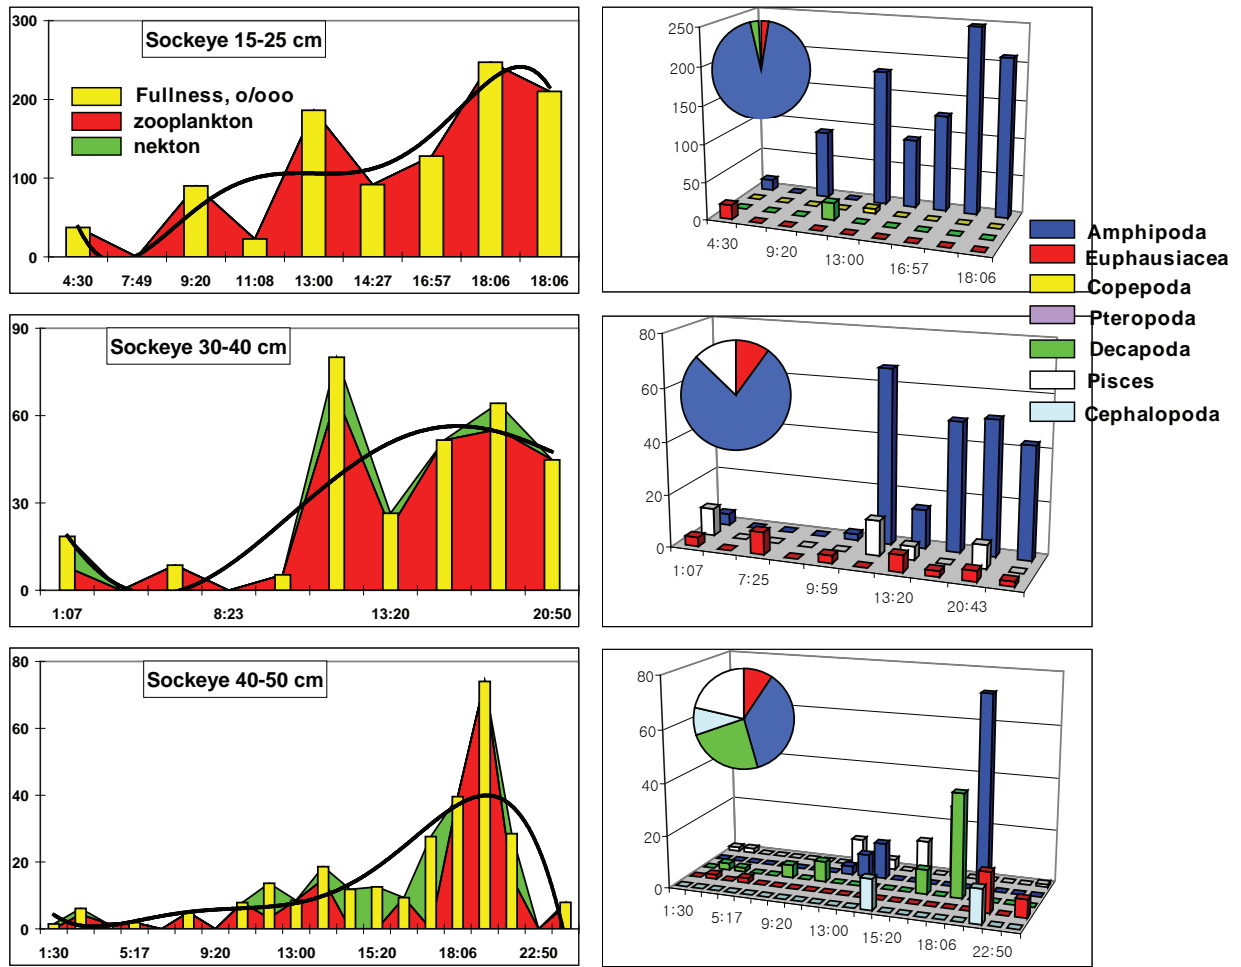 300
200
100
0
Sockeye 15-25 cm
Fullness, o/ooo
zooplankton
nekton
4:30 7:49 9:20 11:08 13:00 14:27 16:57 18:06 18:06
250
200
150
100
50
0
4:30 9:20 13:00 16:57 18:06
Amphipoda
Euphausiacea
Copepoda
Pteropoda
Decapoda
Pisces
Cephalopoda
90
60
30
0
Sockeye 30-40 cm
1:07 8:23 13:20 20:50
80
60
40
20
0
1:07 7:25 9:59 13:20 20:43
80
60
40
20
0
Sockeye 40-50 cm
1:30 5:17 9:20 13:00 15:20 18:06 22:50
80
60
40
20
0
1:30 5:17 9:20 13:00 15:20 18:06 22:50